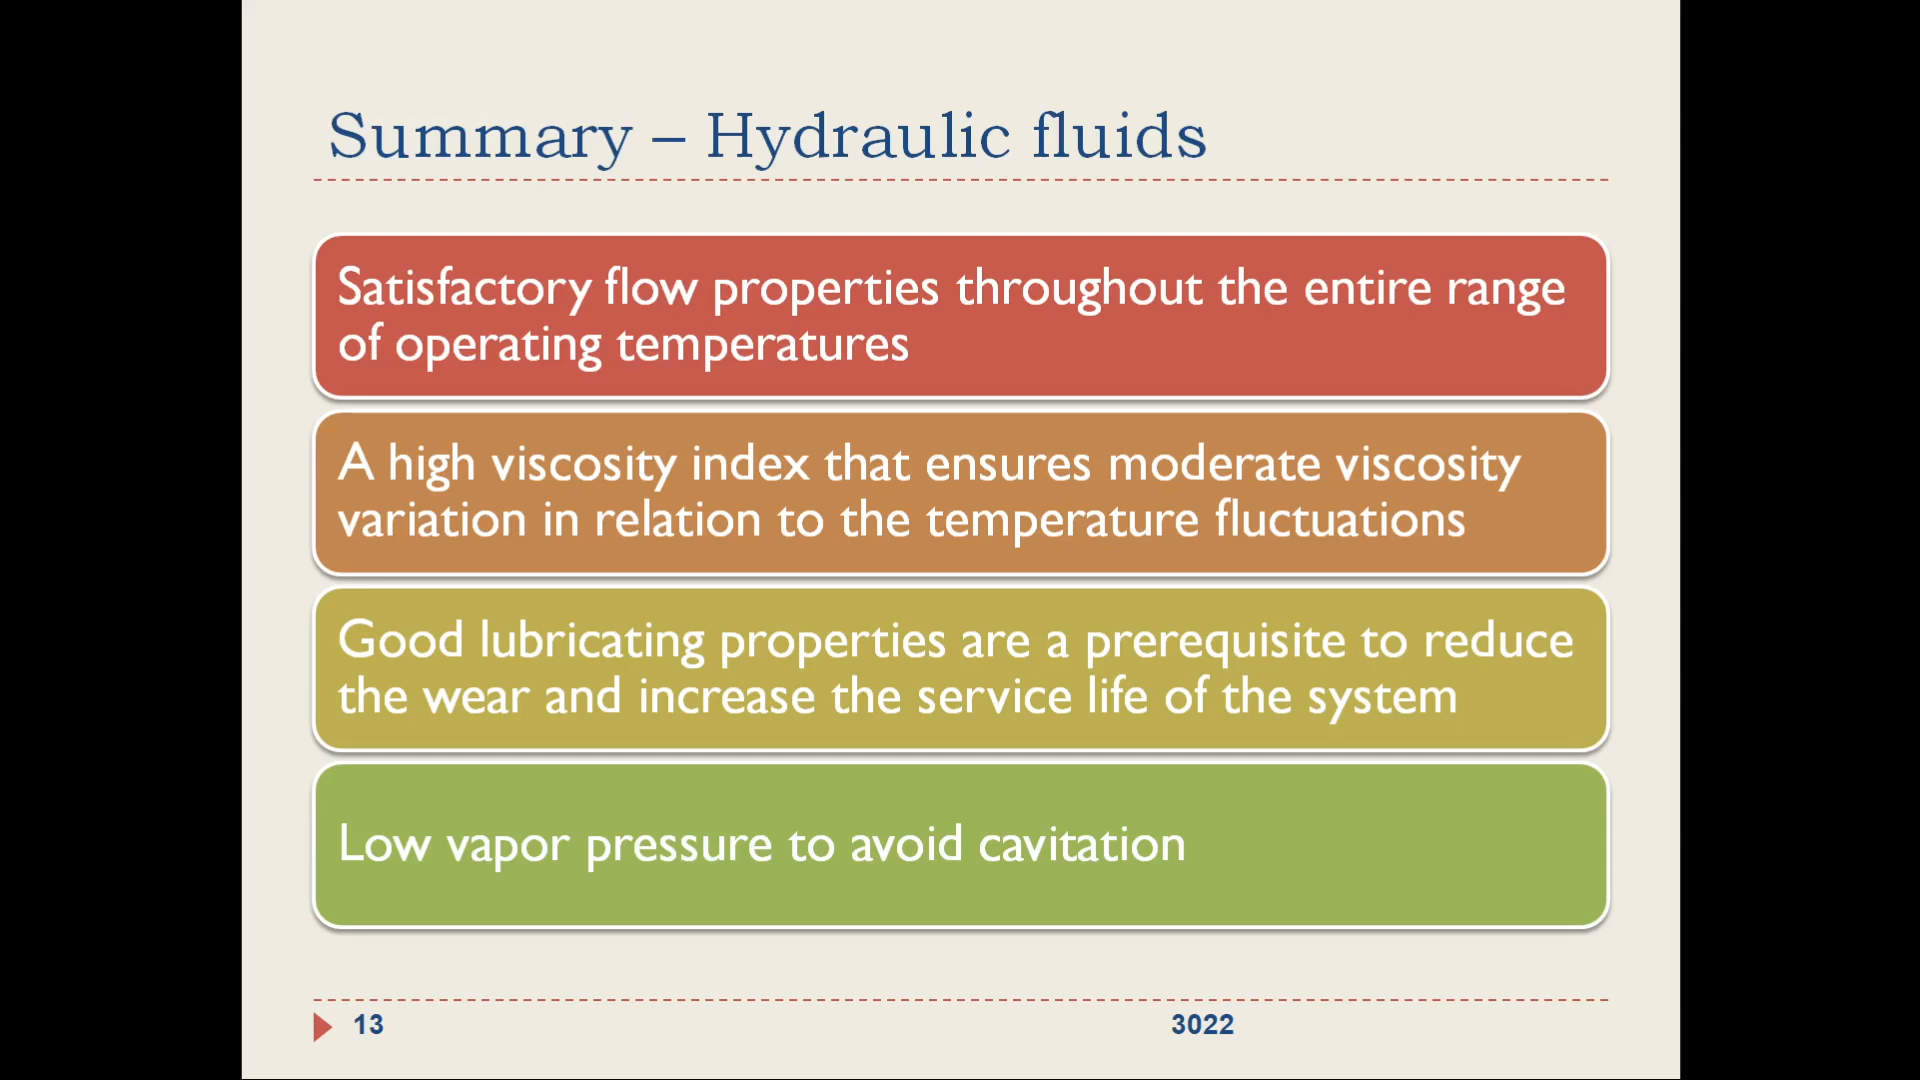 Summary – Hydraulic fluids
Satisfactory flow properties throughout the entire range
of operating temperatures
A high viscosity index that ensures moderate viscosity
variation in relation to the temperature fluctuations
Good lubricating properties are a prerequisite to reduce
the wear and increase the service life of the system
Low vapor pressure to avoid cavitation
13
3022